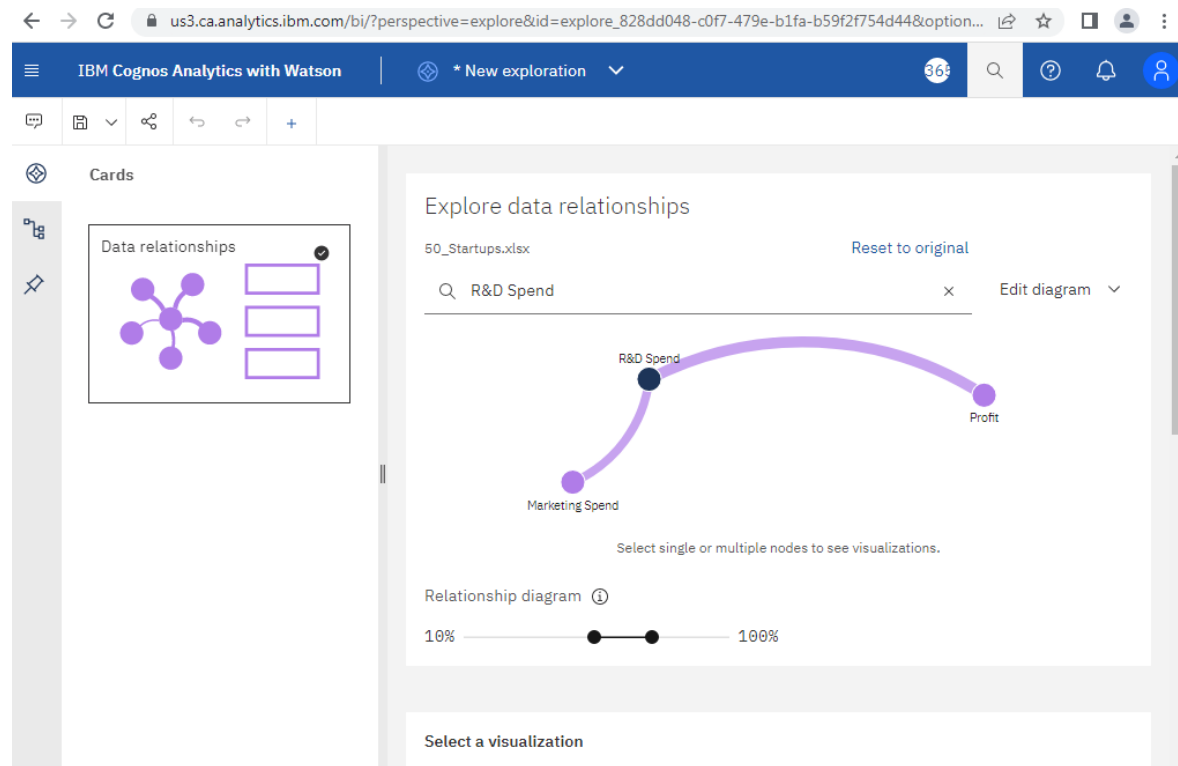 us3.ca.analytics.ibm.com/bi/?perspective=explore&id=explore_828dd048-c0f7-479e-b1fa-b59f2f754d44&option...
IBM Cognos Analytics with Watson
* New exploration
365
Cards
Data relationships
Explore data relationships
50_Startups.xlsx
Reset to original
R&D Spend
Edit diagram
R&D Spend
Profit
Marketing Spend
Select single or multiple nodes to see visualizations.
Relationship diagram
10%
100%
Select a visualization